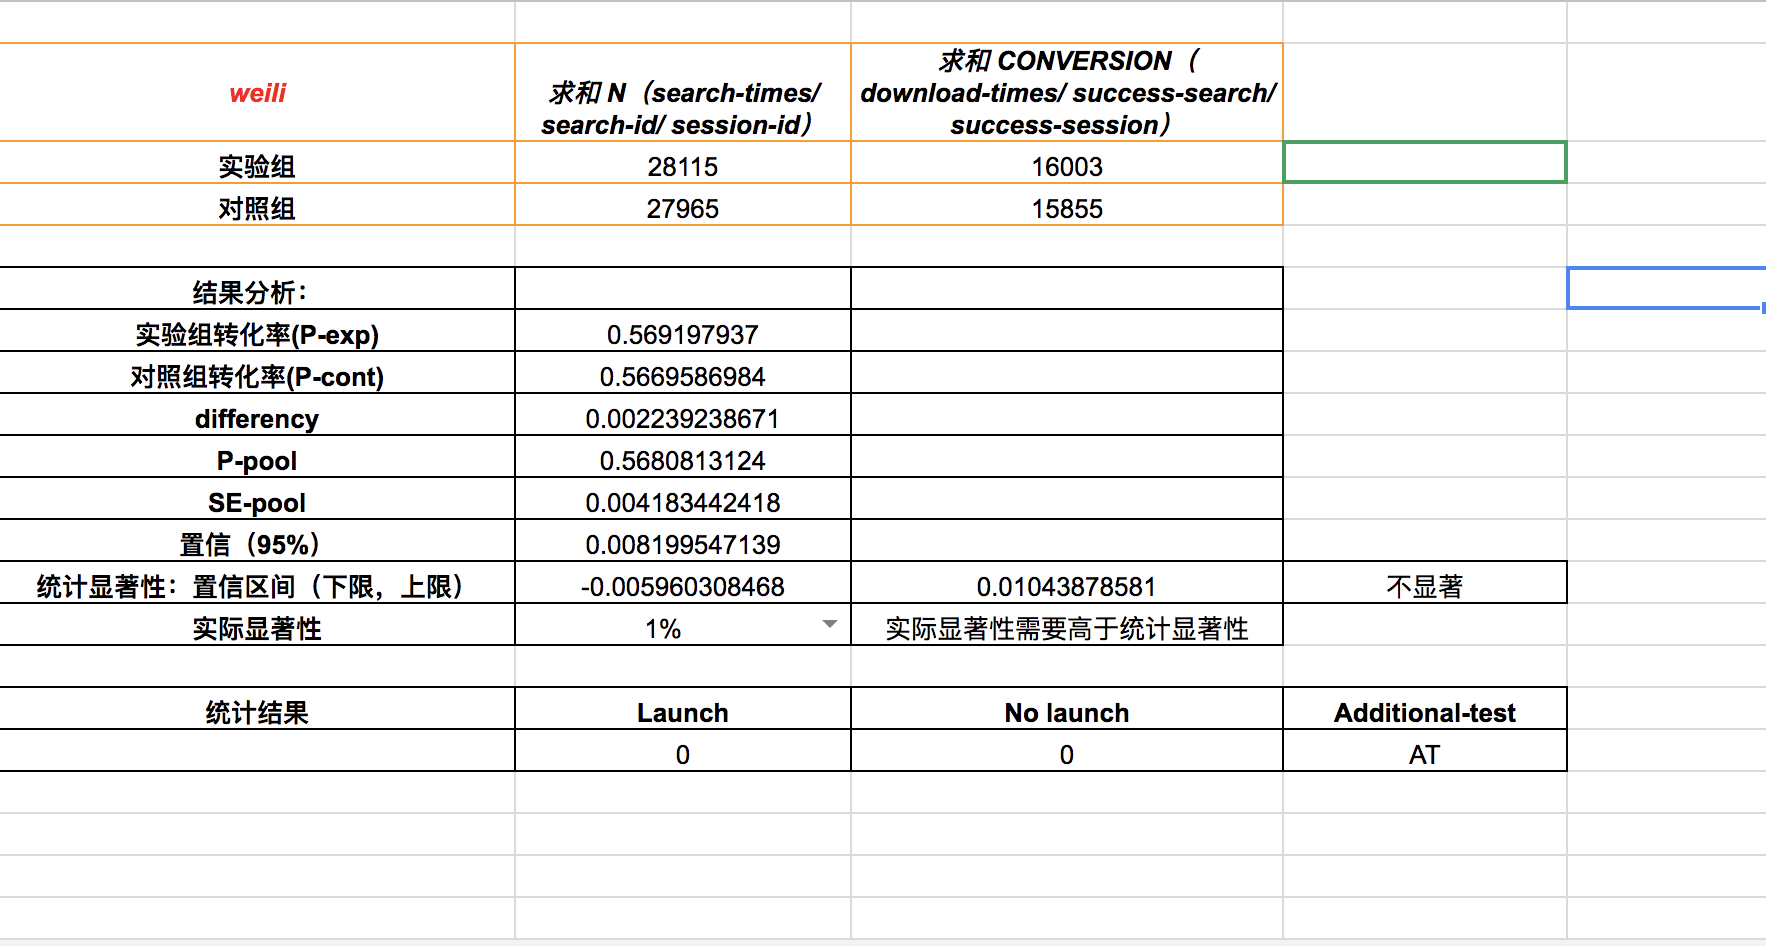 weili
求和 N（search-times/
search-id/ session-id）
求和 CONVERSION（
download-times/ success-search/
success-session）
实验组 28115 16003
对照组 27965 15855
结果分析：
实验组转化率(P-exp) 0.569197937
对照组转化率(P-cont) 0.5669586984
differency 0.002239238671
P-pool 0.5680813124
SE-pool 0.004183442418
置信（95%） 0.008199547139
统计显著性：置信区间（下限，上限） -0.005960308468 0.01043878581 不显著
实际显著性 1% 实际显著性需要高于统计显著性
统计结果 Launch No launch Additional-test
0 0 AT